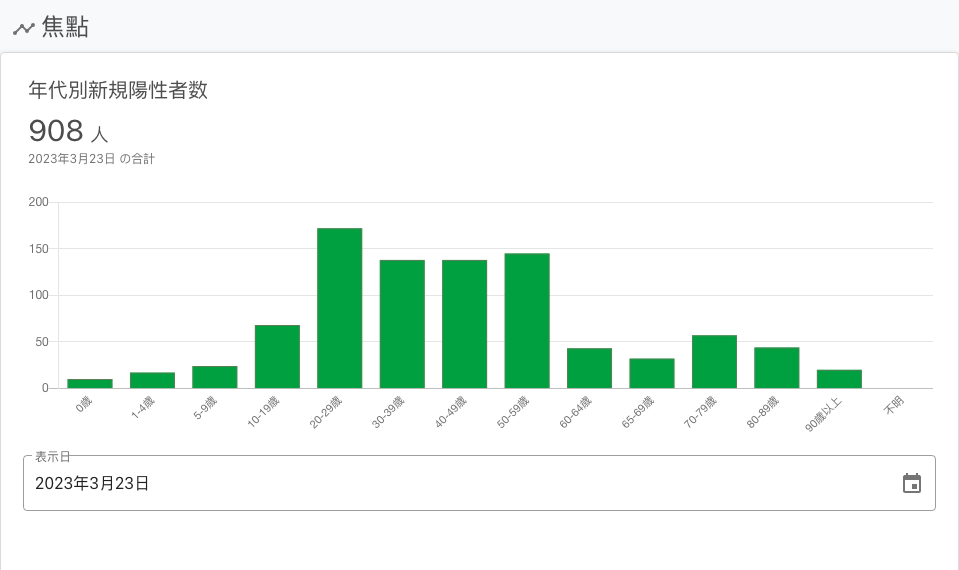 焦點
年代別新規陽性者数
908 人
2023年3月23日 の合計
200
150
100
50
0
0歳 1-4歳 5-9歳 10-19歳 20-29歳 30-39歳 40-49歳 50-59歳 60-64歳 65-69歳 70-79歳 80-89歳 90歳以上 不明
表示日
2023年3月23日